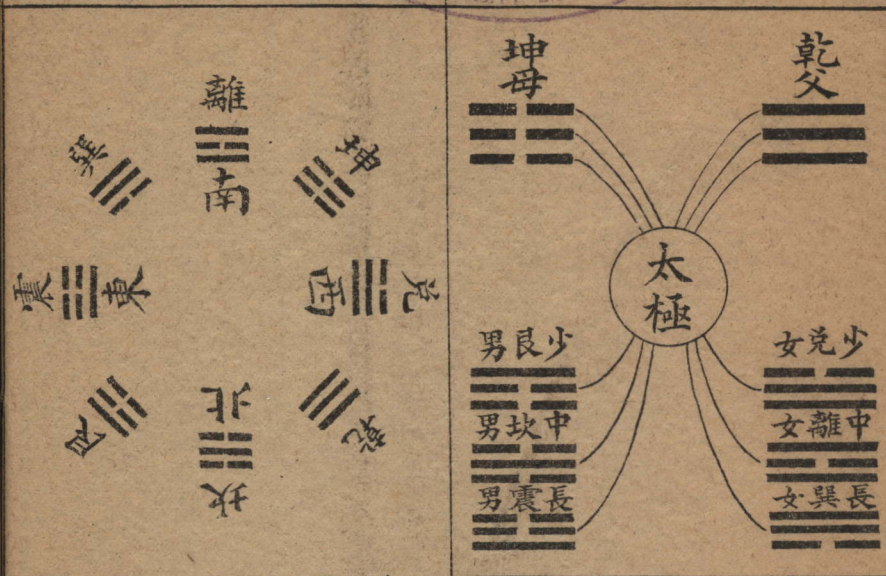 乾父
坤母
太極
少兌女
中離女
長巽女
少艮男
中坎男
長震男
離
南
坤
兌
西
乾
北
坎
艮
震
東
巽